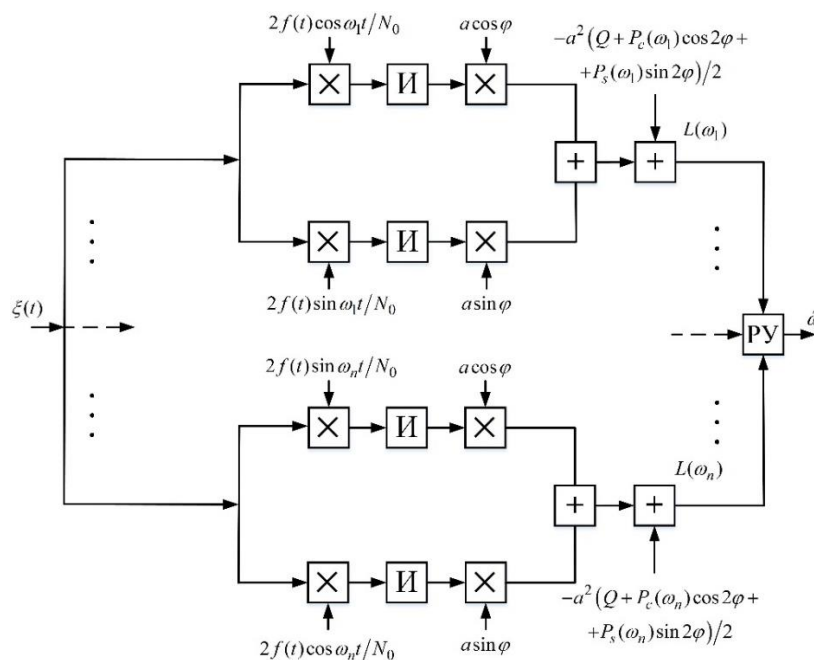 2f(t)cosω₁t/N₀
a cosφ
−a²(Q + P_c(ω₁)cos2φ +
+P_s(ω₁)sin2φ)/2
И
L(ω₁)
И
2f(t)sinω₁t/N₀
a sinφ
ξ(t)
РУ
2f(t)sinωₙt/N₀
a cosφ
И
L(ωₙ)
И
−a²(Q + P_c(ωₙ)cos2φ +
+P_s(ωₙ)sin2φ)/2
2f(t)cosωₙt/N₀
a sinφ